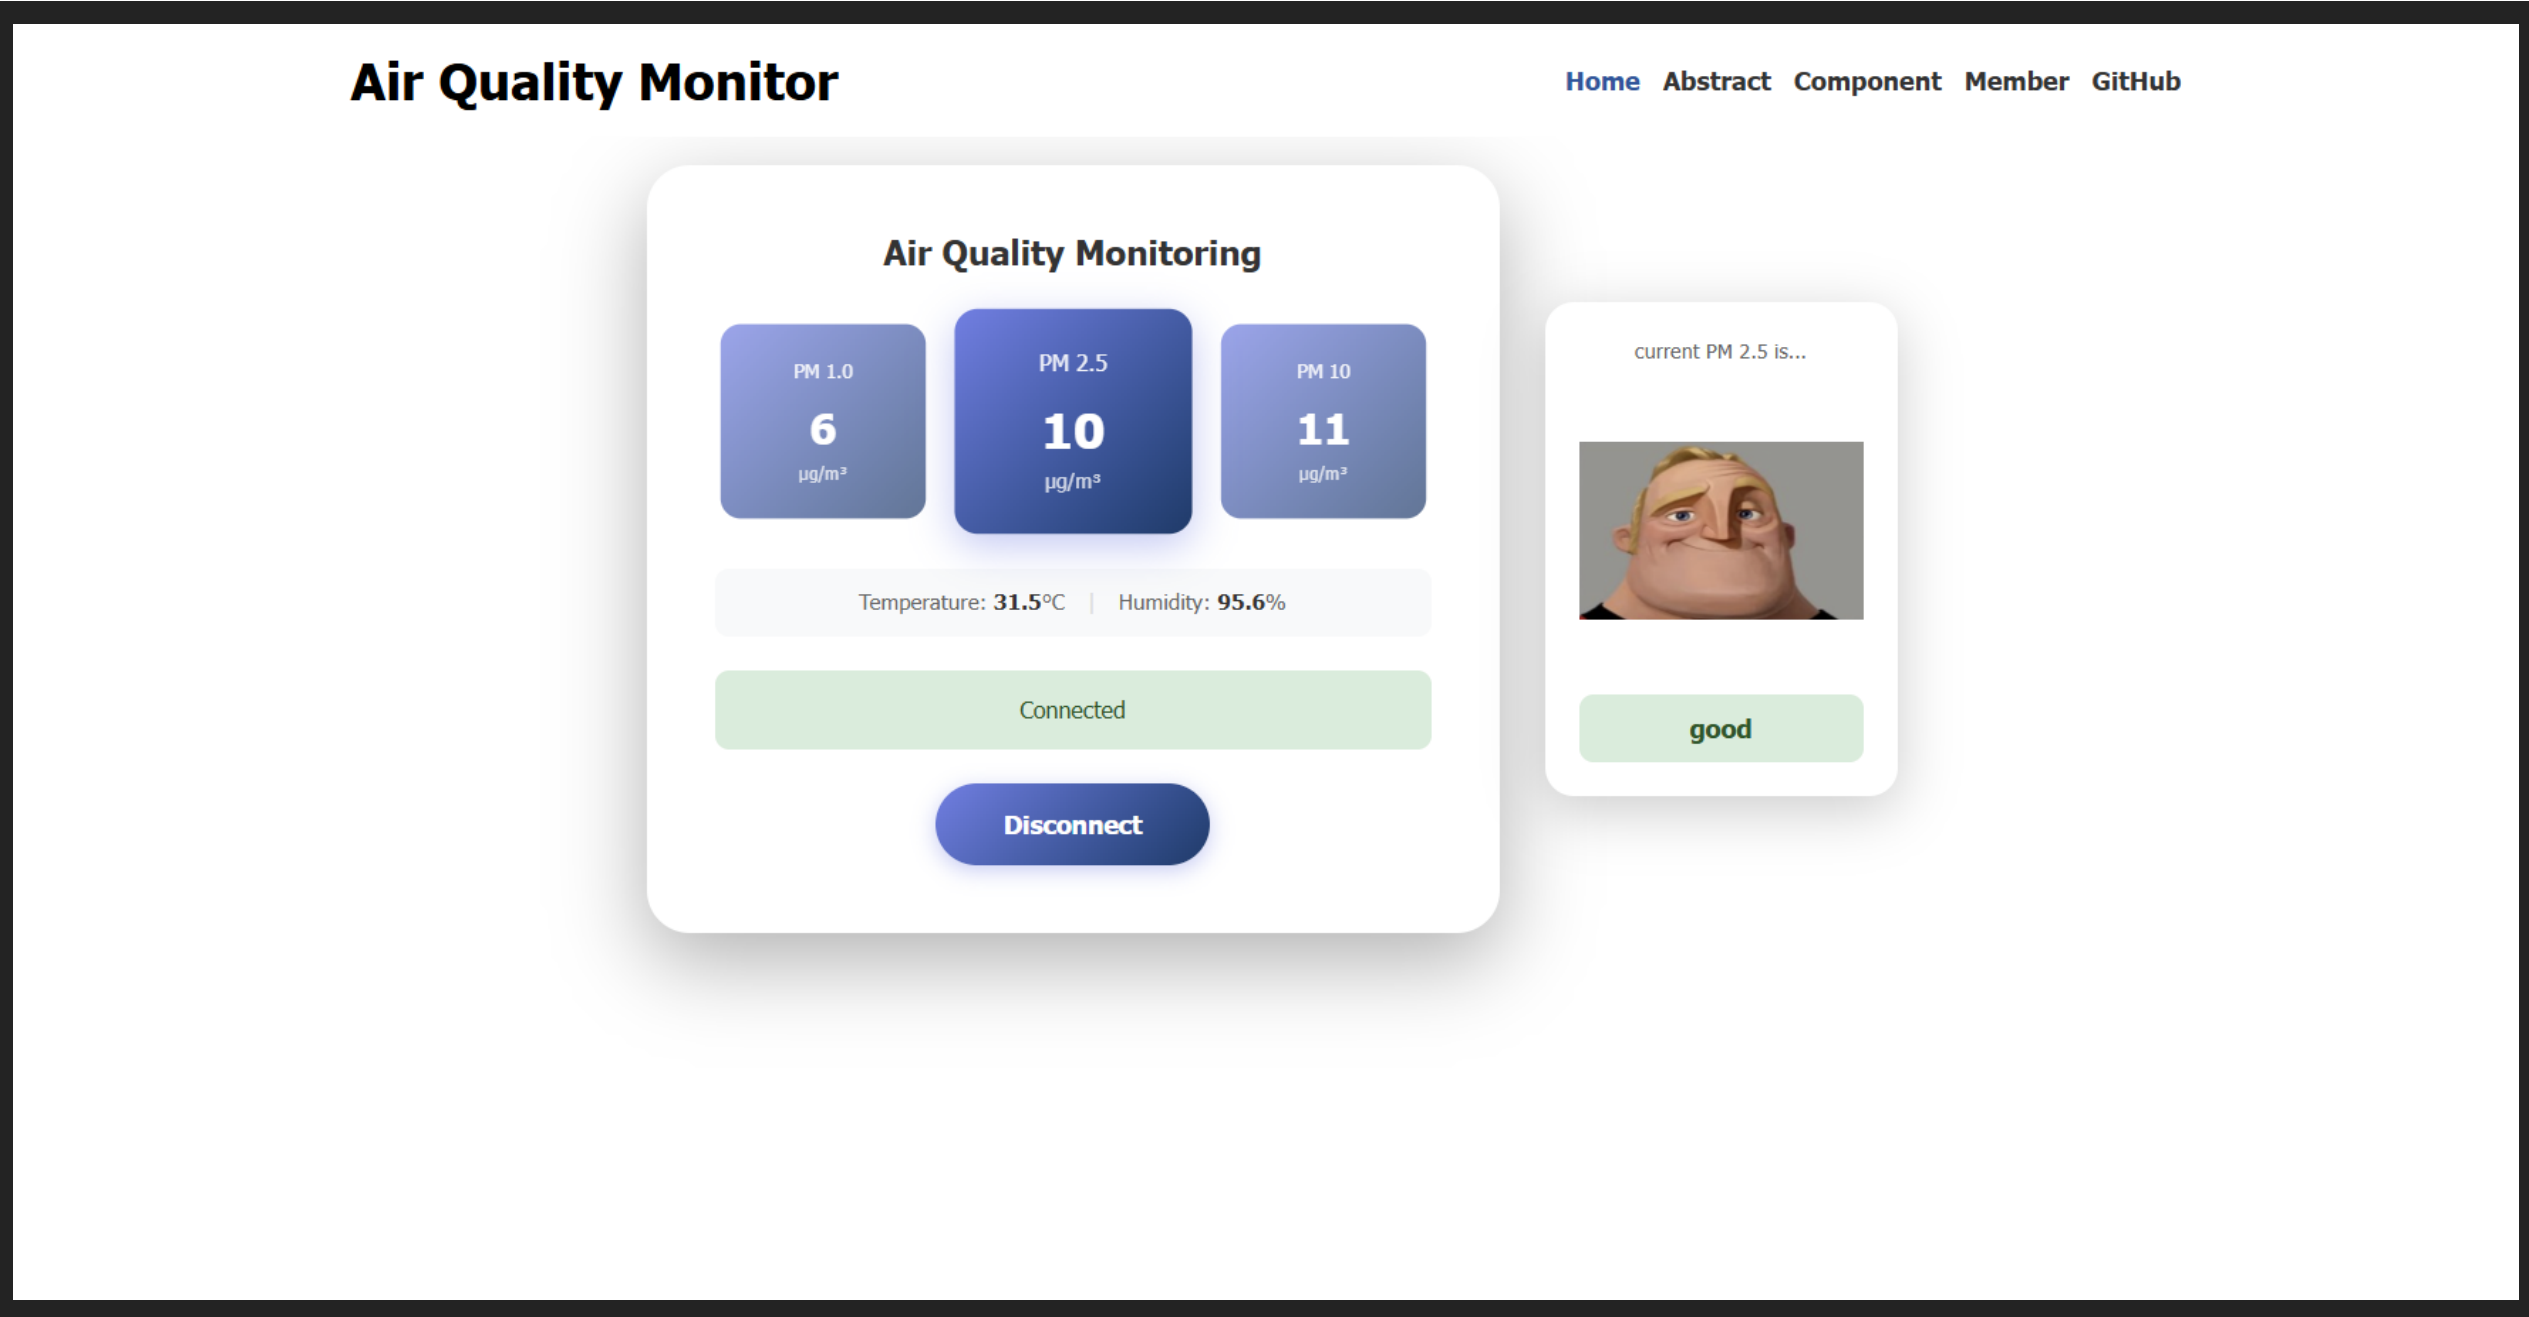 Air Quality Monitor
Home Abstract Component Member GitHub
Air Quality Monitoring
PM 1.0
6
µg/m³
PM 2.5
10
µg/m³
PM 10
11
µg/m³
Temperature: 31.5°C | Humidity: 95.6%
Connected
Disconnect
current PM 2.5 is...
good